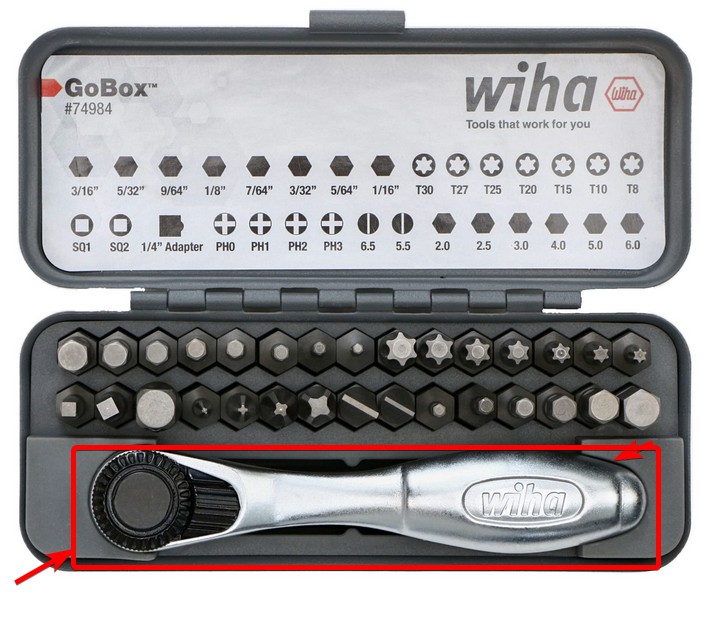 GoBox™
#74984
wiha
Wiha
Tools that work for you
3/16" 5/32" 9/64" 1/8" 7/64" 3/32" 5/64" 1/16" T30 T27 T25 T20 T15 T10 T8
SQ1 SQ2 1/4" Adapter PH0 PH1 PH2 PH3 6.5 5.5 2.0 2.5 3.0 4.0 5.0 6.0
wiha